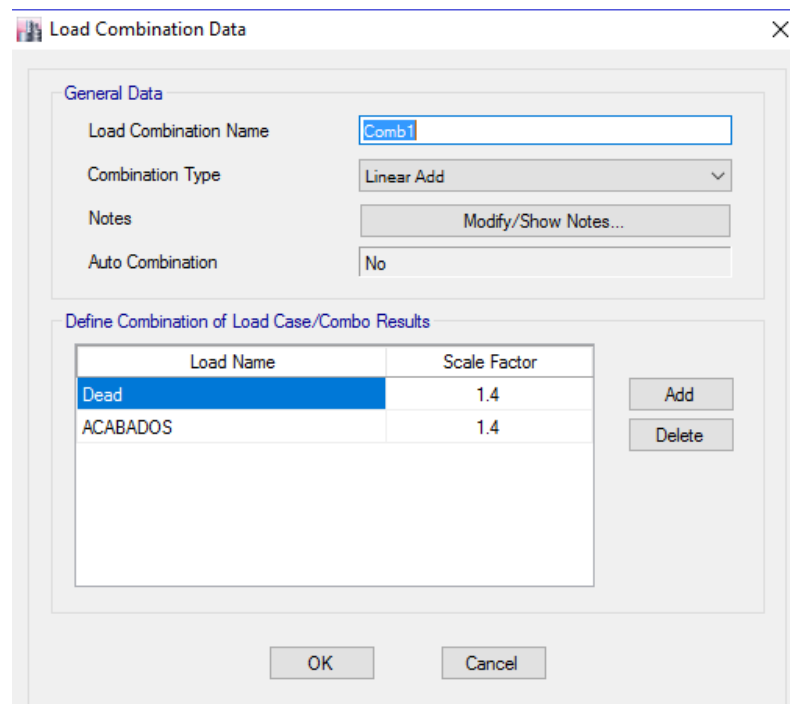 Load Combination Data
General Data
Load Combination Name Comb1
Combination Type Linear Add
Notes Modify/Show Notes...
Auto Combination No
Define Combination of Load Case/Combo Results
Load Name Scale Factor
Dead 1.4 Add
ACABADOS 1.4 Delete
OK Cancel